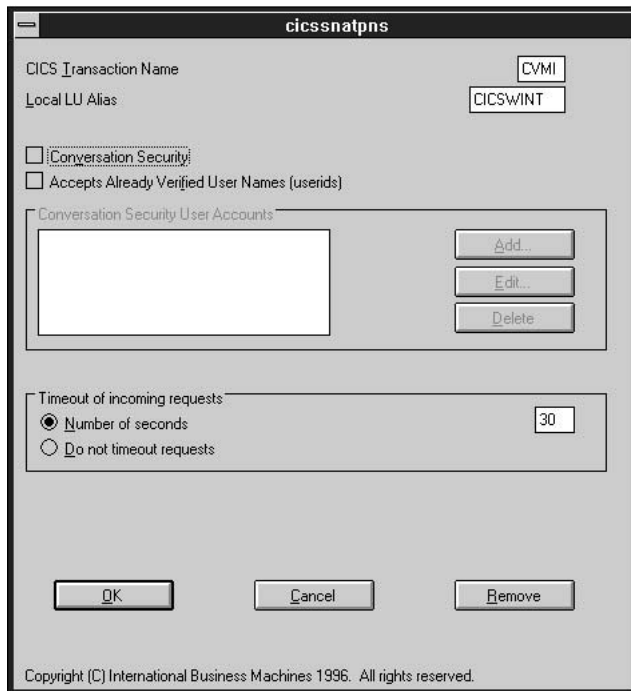 cicssnatpns
CICS Transaction Name CVMI
Local LU Alias CICSWINT
Conversation Security
Accepts Already Verified User Names (userids)
Conversation Security User Accounts
Add...
Edit...
Delete
Timeout of incoming requests
Number of seconds 30
Do not timeout requests
OK Cancel Remove
Copyright (C) International Business Machines 1996. All rights reserved.